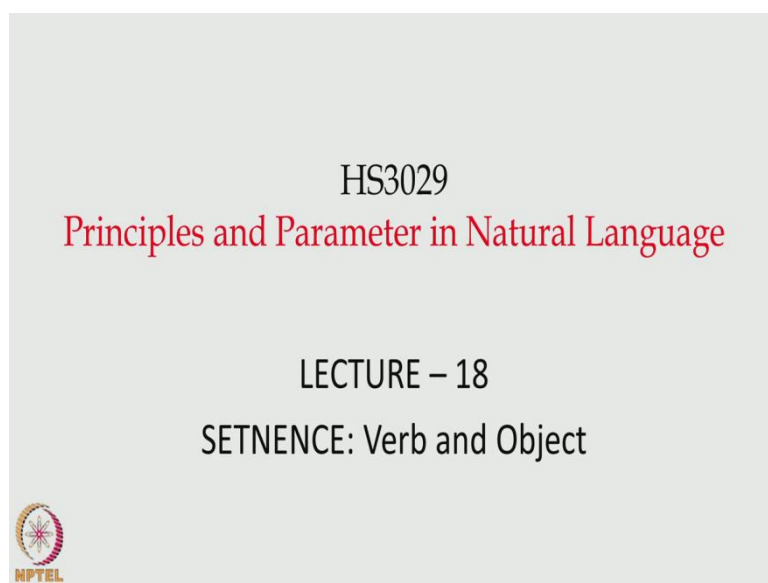 HS3029
Principles and Parameter in Natural Language
LECTURE – 18
SETNENCE: Verb and Object
NPTEL